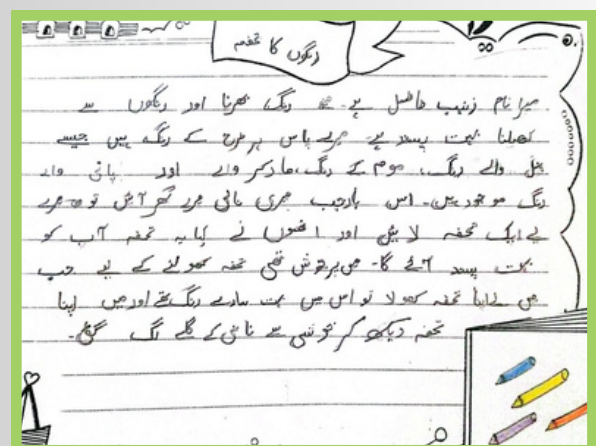 رنگوں کا تحفہ
میرا نام زینب فاضل ہے۔ رنگ بھرنا اور رنگوں سے
کھیلنا بہت پسند ہے۔ میرے پاس ہر طرح کے رنگ ہیں جیسے
پنسل والے رنگ، موم کے رنگ، مارکر والے اور پانی والے
رنگ موجود ہیں۔ اس بار جب میری نانی میرے گھر آئیں تو وہ میرے
لیے ایک تحفہ لائیں اور انھوں نے کہا یہ تحفہ آپ کو
بہت پسند آئے گا۔ میں پرجوش تھی تحفہ کھولنے کے لیے جب
میں نے اپنا تحفہ کھولا تو اس میں بہت سارے رنگ تھے اور میں اپنا
تحفہ دیکھ کر خوشی سے نانی کے گلے لگ گئی۔